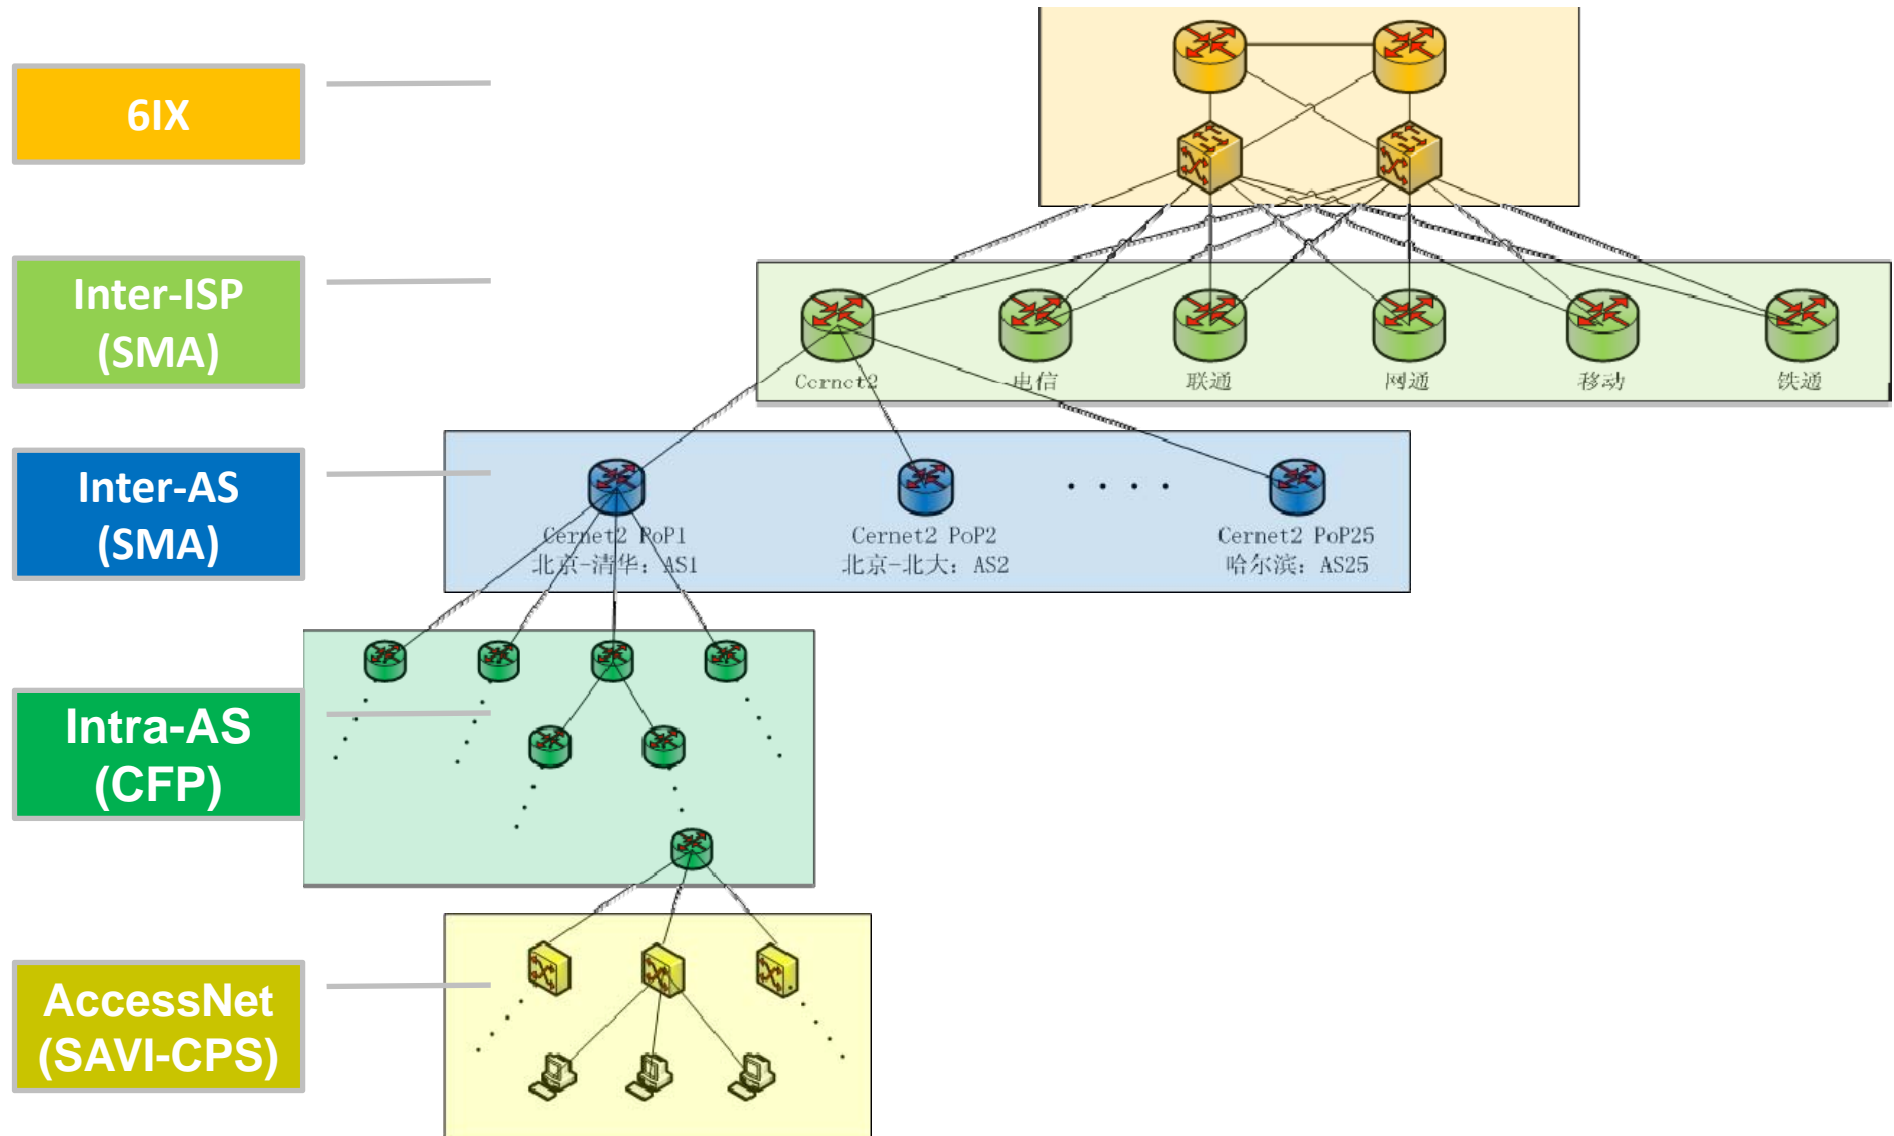 6IX
Inter-ISP
(SMA)
Cernet2
电信
联通
网通
移动
铁通
Inter-AS
(SMA)
Cernet2 PoP1
北京-清华: AS1
Cernet2 PoP2
北京-北大: AS2
Cernet2 PoP25
哈尔滨: AS25
Intra-AS
(CFP)
AccessNet
(SAVI-CPS)